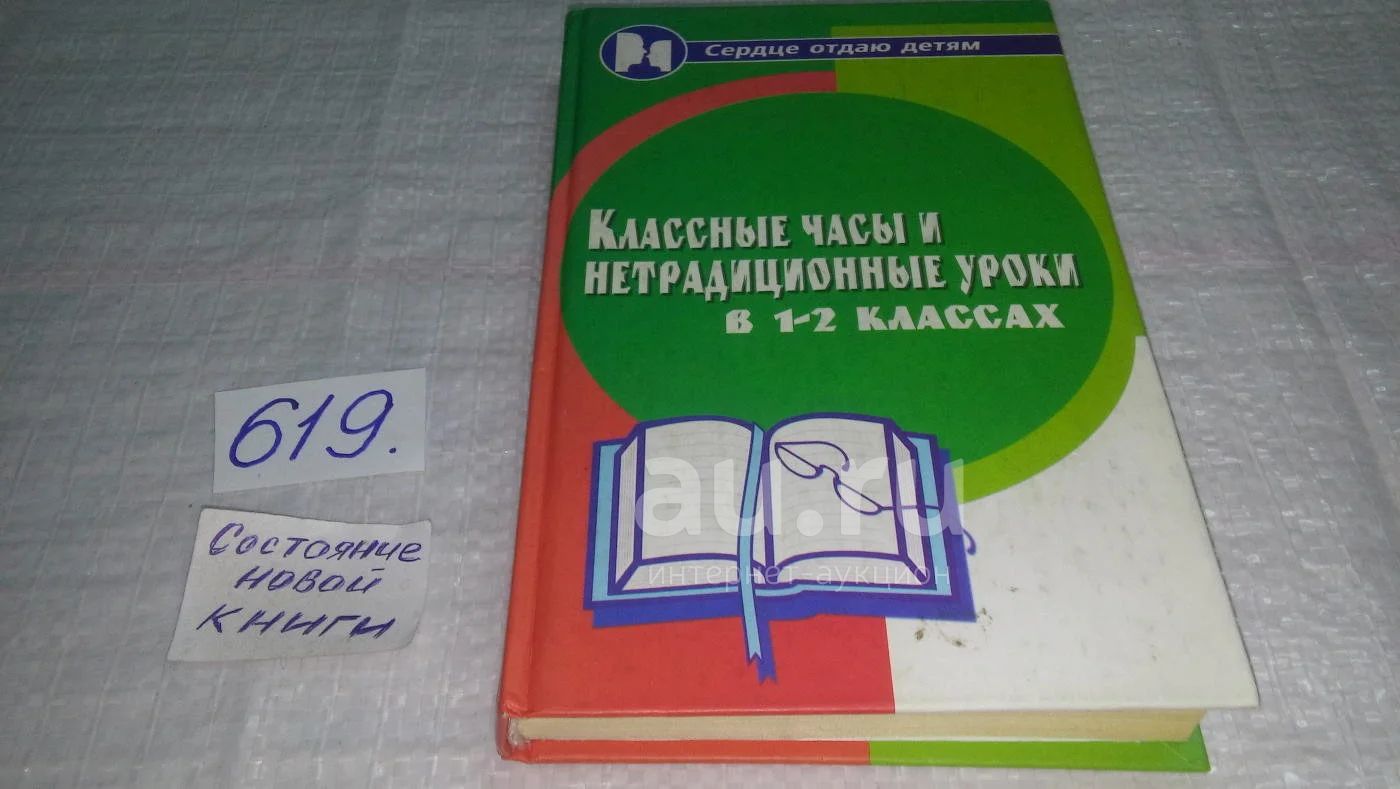 Сердце отдаю детям
Классные часы и
нетрадиционные уроки
в 1-2 классах
619.
Состояние
новой
книги
au.ru
интернет-аукцион